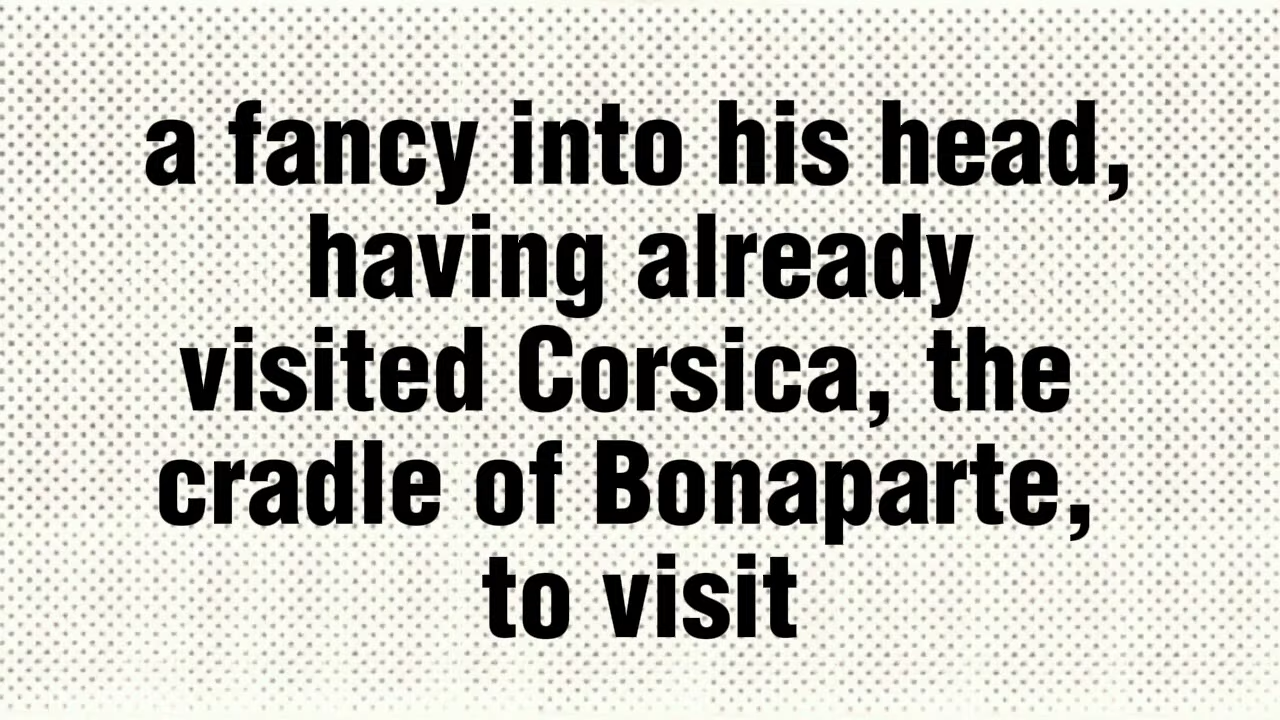 a fancy into his head,
having already
visited Corsica, the
cradle of Bonaparte,
to visit